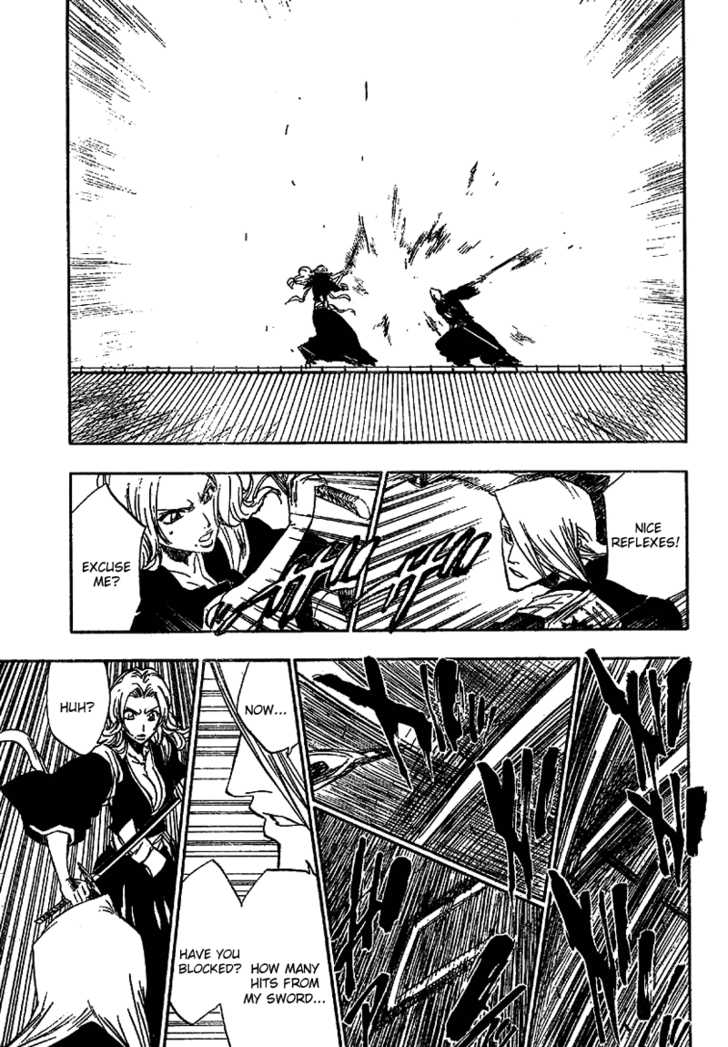 NICE
REFLEXES!
EXCUSE
ME?
NOW...
HOW MANY
HITS FROM
MY SWORD...
HAVE YOU
BLOCKED?
HUH?